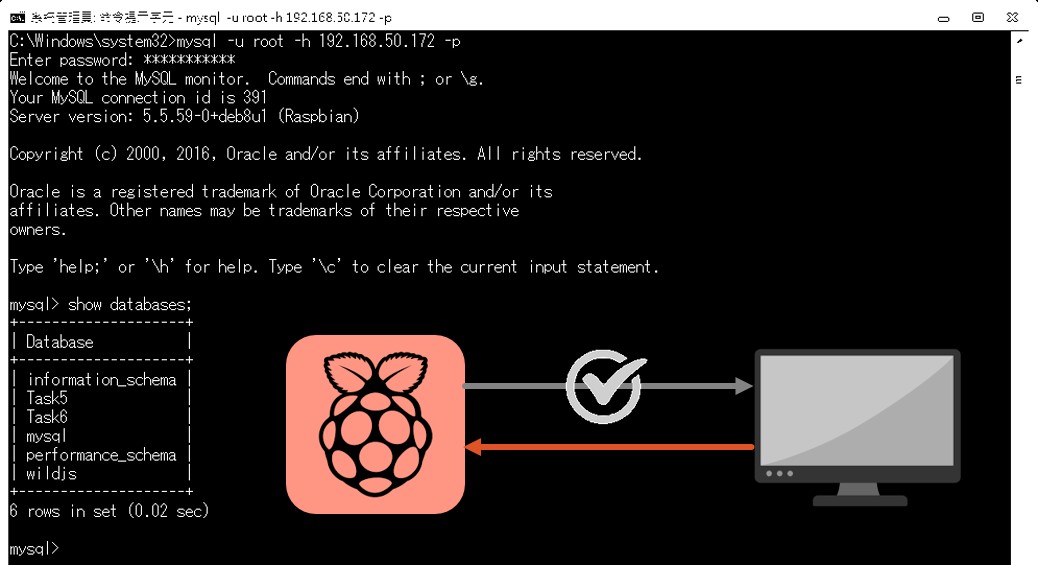 系統管理員: 命令提示字元 - mysql -u root -h 192.168.50.172 -p
C:\Windows\system32>mysql -u root -h 192.168.50.172 -p
Enter password: ***********
Welcome to the MySQL monitor.  Commands end with ; or \g.
Your MySQL connection id is 391
Server version: 5.5.59-0+deb8u1 (Raspbian)
Copyright (c) 2000, 2016, Oracle and/or its affiliates. All rights reserved.
Oracle is a registered trademark of Oracle Corporation and/or its
affiliates. Other names may be trademarks of their respective
owners.
Type 'help;' or '\h' for help. Type '\c' to clear the current input statement.
mysql> show databases;
+--------------------+
| Database           |
+--------------------+
| information_schema |
| Task5              |
| Task6              |
| mysql              |
| performance_schema |
| wildjs             |
+--------------------+
6 rows in set (0.02 sec)
mysql>